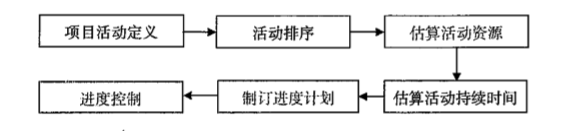 项目活动定义
活动排序
估算活动资源
估算活动持续时间
制订进度计划
进度控制